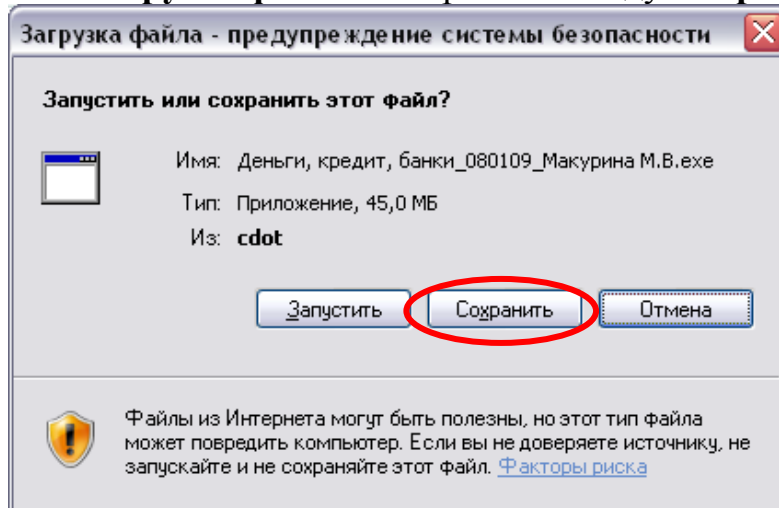 Загрузка файла - предупреждение системы безопасности
Запустить или сохранить этот файл?
Имя: Деньги, кредит, банки_080109_Макурина М.В.exe
Тип: Приложение, 45,0 МБ
Из: cdot
Запустить Сохранить Отмена
Файлы из Интернета могут быть полезны, но этот тип файла
может повредить компьютер. Если вы не доверяете источнику, не
запускайте и не сохраняйте этот файл. Факторы риска